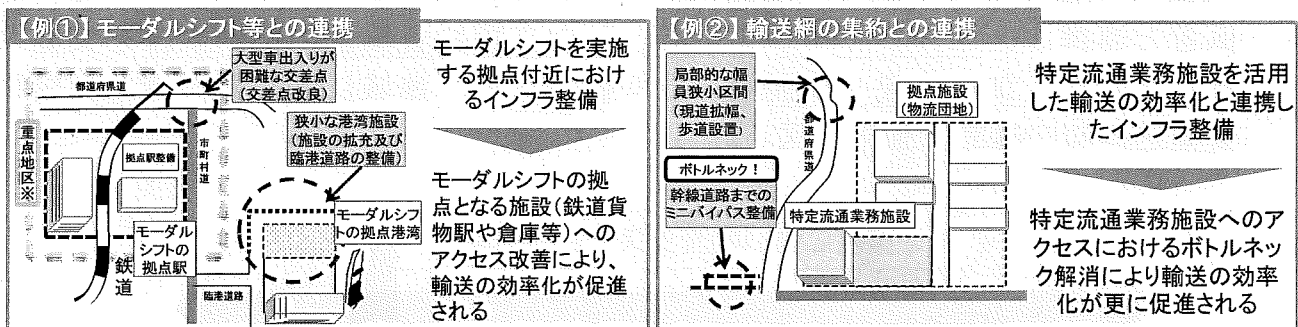 【例①】モーダルシフト等との連携
大型車出入りが
困難な交差点
(交差点改良)
都道府県道
狭小な港湾施設
(施設の拡充及び
臨港道路の整備)
重点地区※
拠点駅整備
市町村道
モーダル
シフトの
拠点駅
鉄道
モーダルシフ
トの拠点港湾
臨港道路
モーダルシフトを実施
する拠点付近におけ
るインフラ整備
モーダルシフトの拠
点となる施設(鉄道貨
物駅や倉庫等)への
アクセス改善により、
輸送の効率化が促進
される
【例②】輸送網の集約との連携
局部的な幅
員狭小区間
(現道拡幅、
歩道設置)
都道府県道
拠点施設
(物流団地)
ボトルネック!
幹線道路までの
ミニバイパス整備
特定流通業務施設
特定流通業務施設を活用
した輸送の効率化と連携し
たインフラ整備
特定流通業務施設へのア
クセスにおけるボトルネッ
ク解消により輸送の効率
化が更に促進される